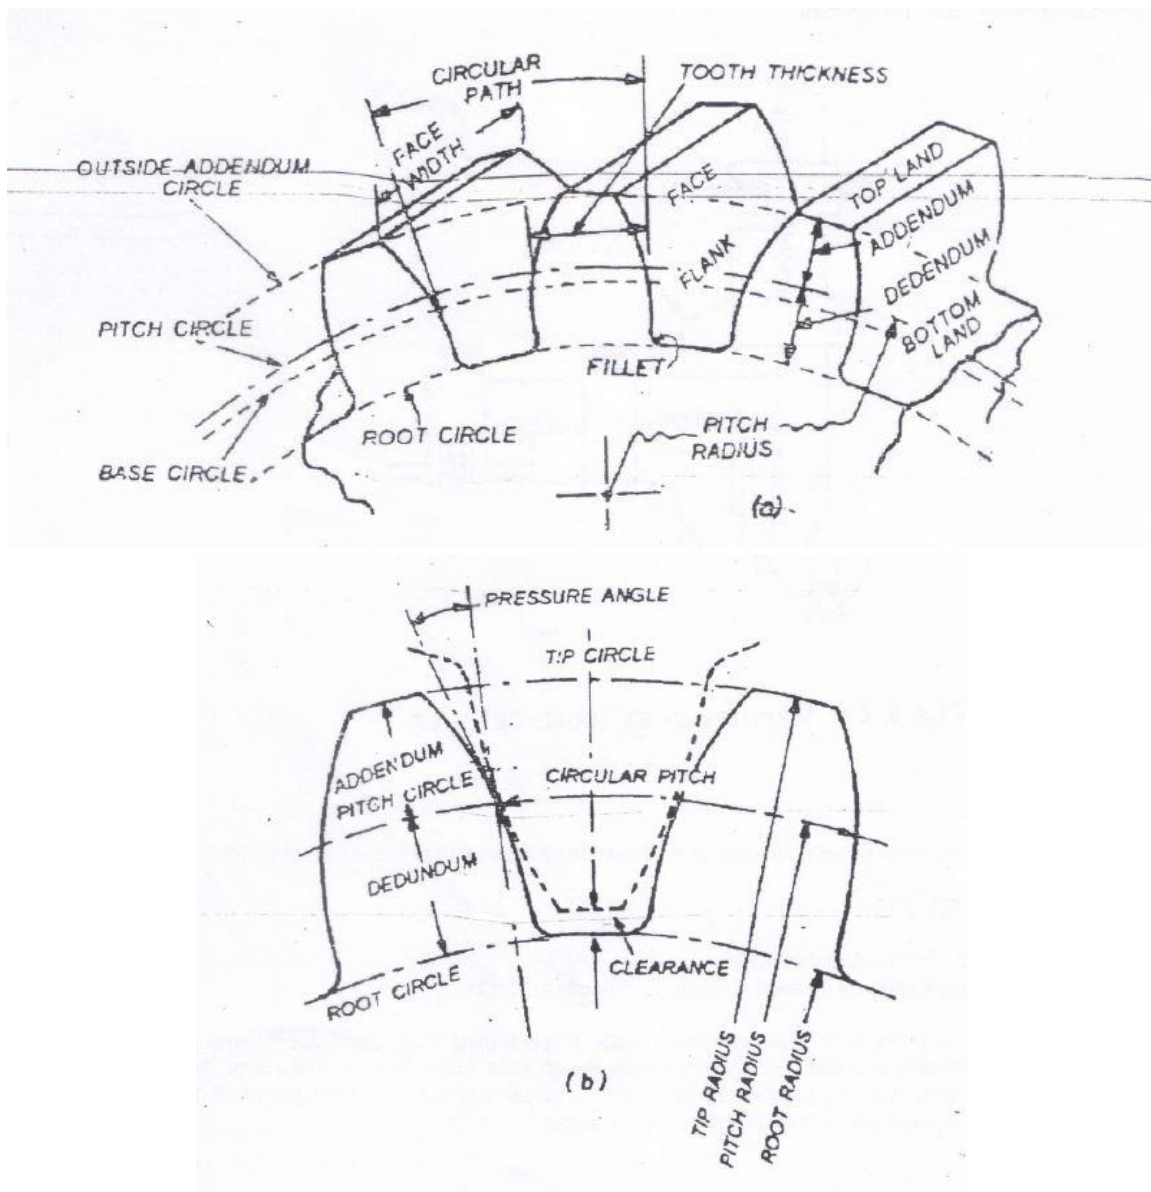 CIRCULAR
PATH
TOOTH THICKNESS
FACE
WIDTH
OUTSIDE ADDENDUM
CIRCLE
FACE
TOP LAND
ADDENDUM
FLANK
DEDENDUM
PITCH CIRCLE
BOTTOM
LAND
FILLET
ROOT CIRCLE
PITCH
RADIUS
BASE CIRCLE
(a)
PRESSURE ANGLE
TIP CIRCLE
ADDENDUM
CIRCULAR PITCH
PITCH CIRCLE
DEDUNDUM
CLEARANCE
ROOT CIRCLE
TIP RADIUS
PITCH RADIUS
ROOT RADIUS
(b)